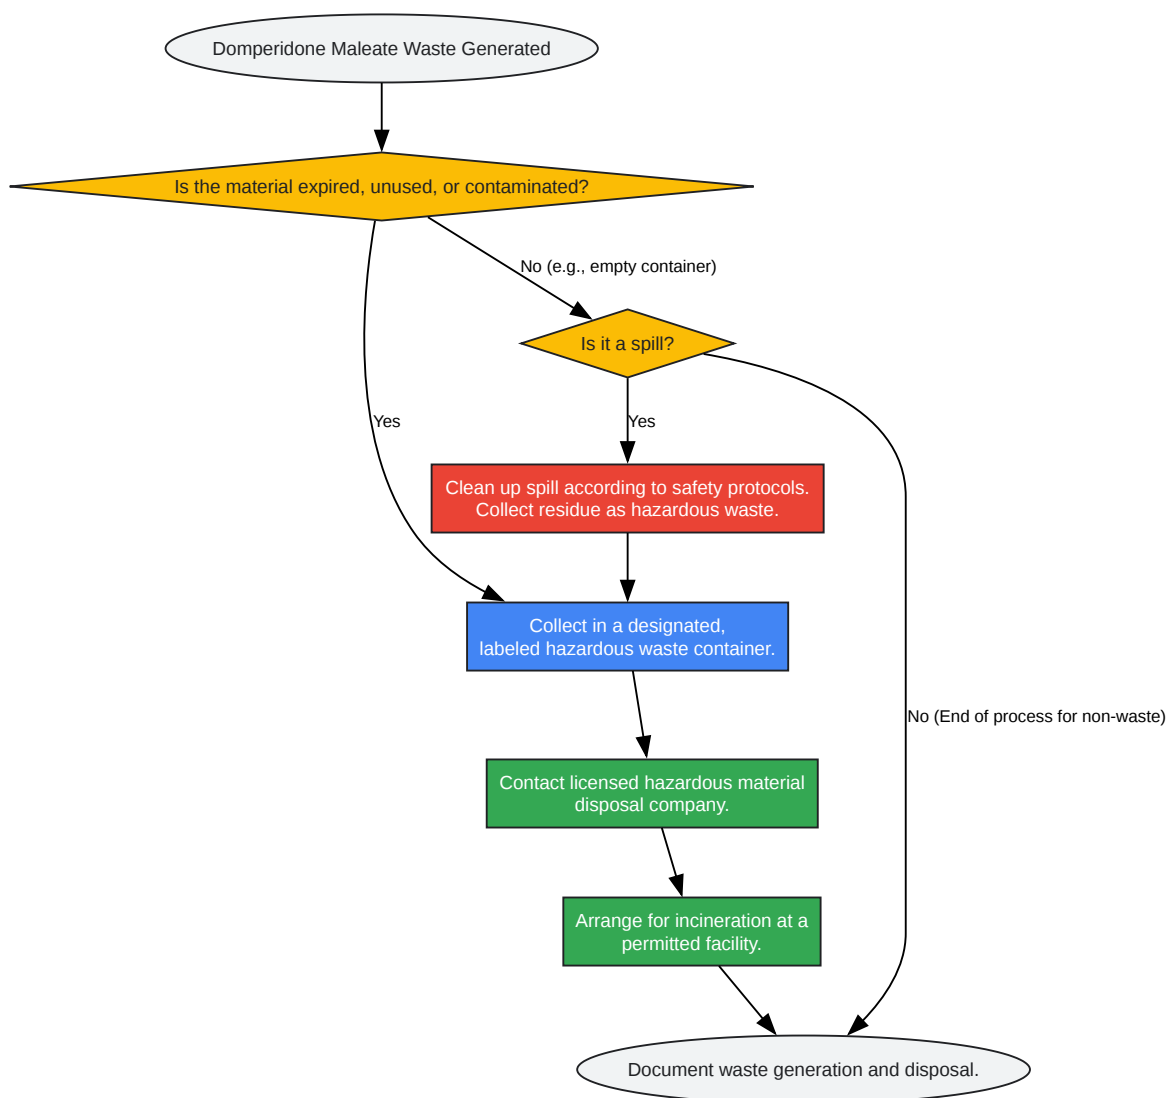 Domperidone Maleate Waste Generated
Is the material expired, unused, or contaminated?
No (e.g., empty container)
Is it a spill?
Yes
Yes
Clean up spill according to safety protocols.
Collect residue as hazardous waste.
Collect in a designated,
labeled hazardous waste container.
No (End of process for non-waste)
Contact licensed hazardous material
disposal company.
Arrange for incineration at a
permitted facility.
Document waste generation and disposal.